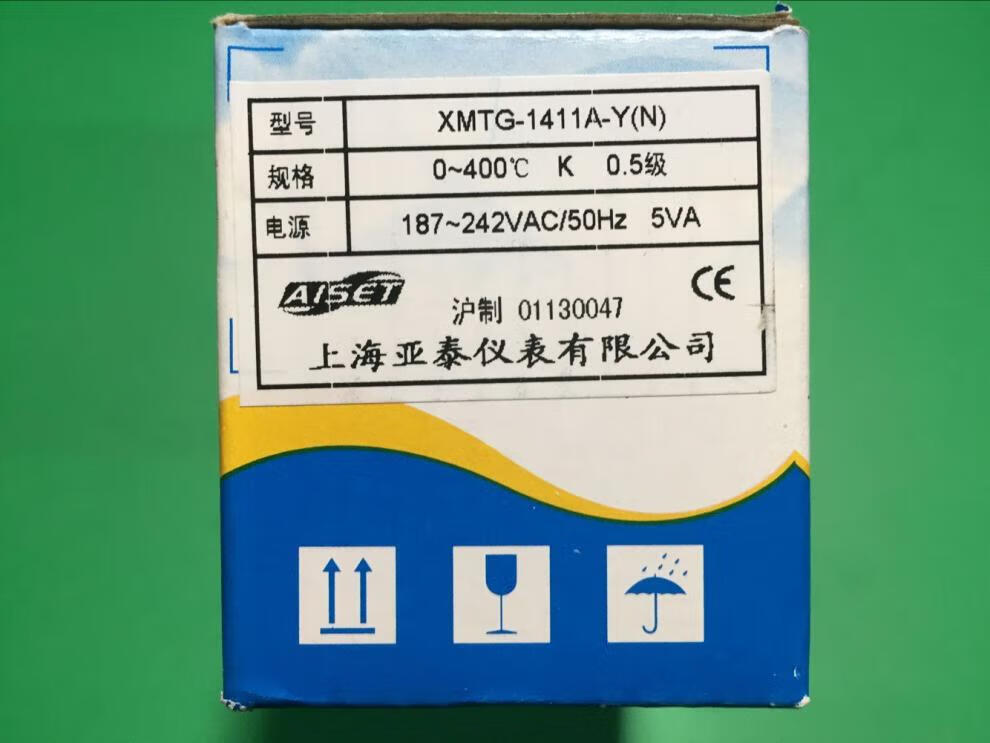 型号 XMTG-1411A-Y(N)
规格 0~400℃ K 0.5级
电源 187~242VAC/50Hz 5VA
AISET CE
沪制 01130047
上海亚泰仪表有限公司